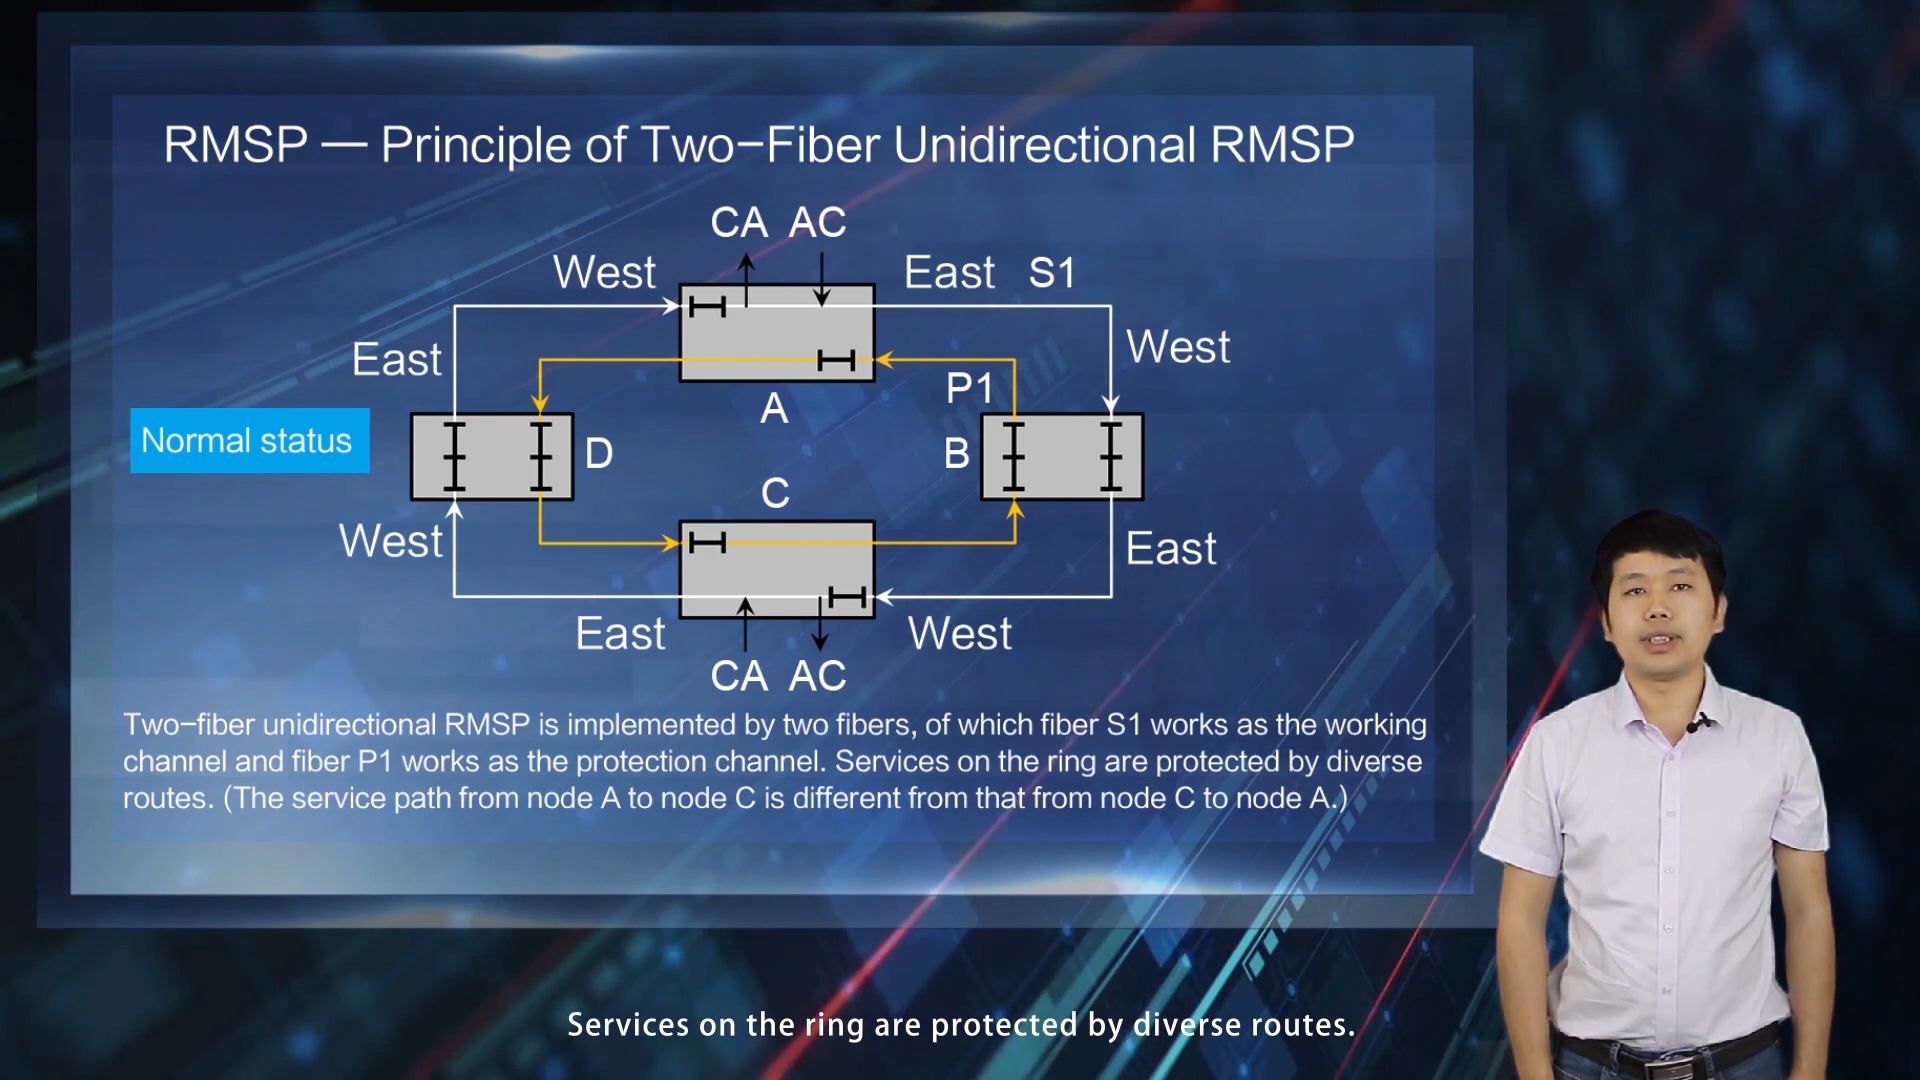 RMSP — Principle of Two-Fiber Unidirectional RMSP
CA AC
West
East S1
East
West
P1
A
Normal status
D
B
C
West
East
East
West
CA AC
Two-fiber unidirectional RMSP is implemented by two fibers, of which fiber S1 works as the working
channel and fiber P1 works as the protection channel. Services on the ring are protected by diverse
routes. (The service path from node A to node C is different from that from node C to node A.)
Services on the ring are protected by diverse routes.